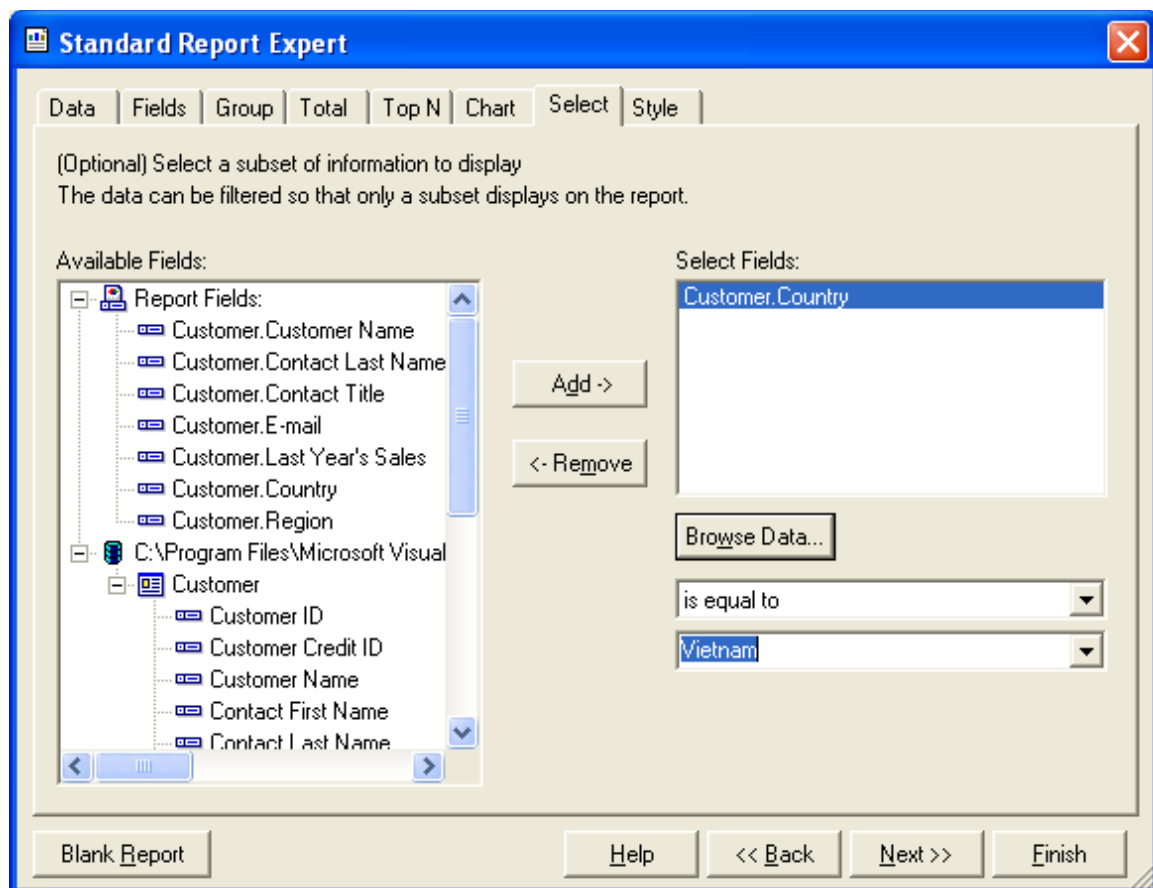 Standard Report Expert
Data Fields Group Total Top N Chart Select Style
(Optional) Select a subset of information to display
The data can be filtered so that only a subset displays on the report.
Available Fields:
Report Fields:
Customer.Customer Name
Customer.Contact Last Name
Customer.Contact Title
Customer.E-mail
Customer.Last Year's Sales
Customer.Country
Customer.Region
C:\Program Files\Microsoft Visual
Customer
Customer ID
Customer Credit ID
Customer Name
Contact First Name
Contact Last Name
Add ->
<- Remove
Select Fields:
Customer.Country
Browse Data...
is equal to
Vietnam
Blank Report Help << Back Next >> Finish